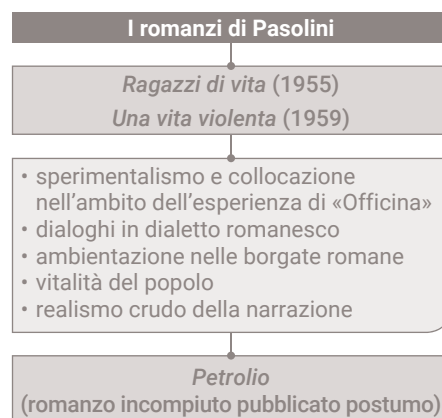 I romanzi di Pasolini
Ragazzi di vita (1955)
Una vita violenta (1959)
• sperimentalismo e collocazione
nell’ambito dell’esperienza di «Officina»
• dialoghi in dialetto romanesco
• ambientazione nelle borgate romane
• vitalità del popolo
• realismo crudo della narrazione
Petrolio
(romanzo incompiuto pubblicato postumo)